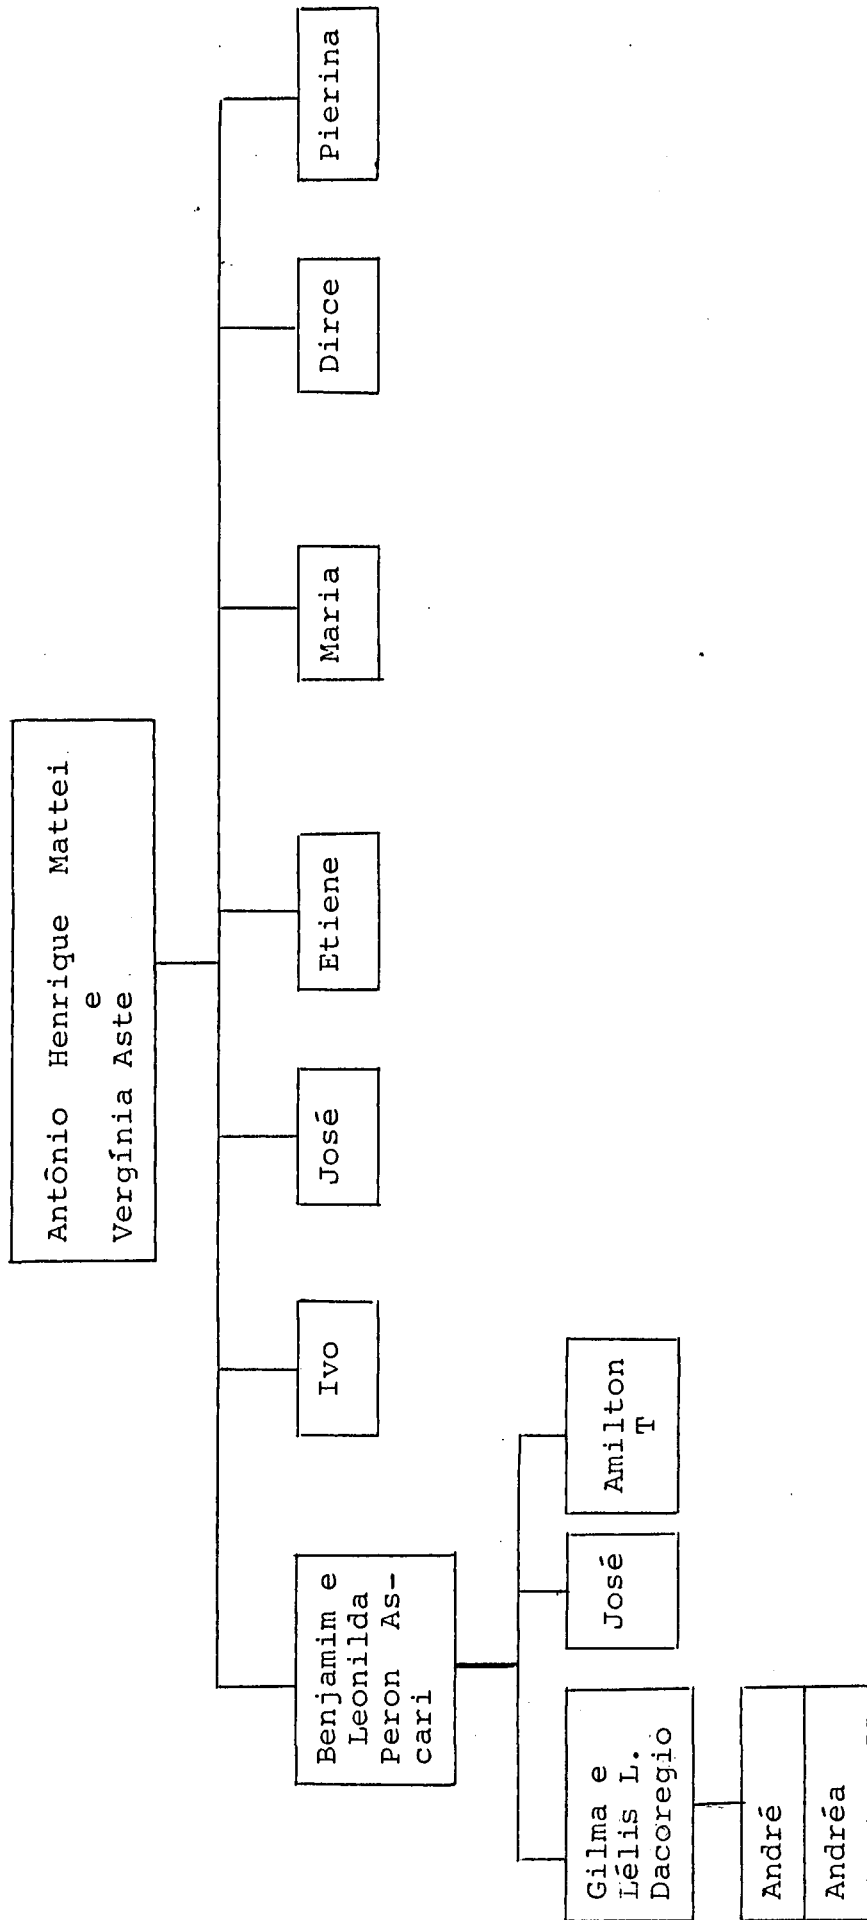 Antônio Henrique Mattei
e
Vergínia Aste
Benjamim e
Leonilda
Peron As-
cari
Ivo
José
Etiene
Maria
Dirce
Pierina
Gilma e
Lélis L.
Dacoregio
José
Amilton
T
André
Andréa